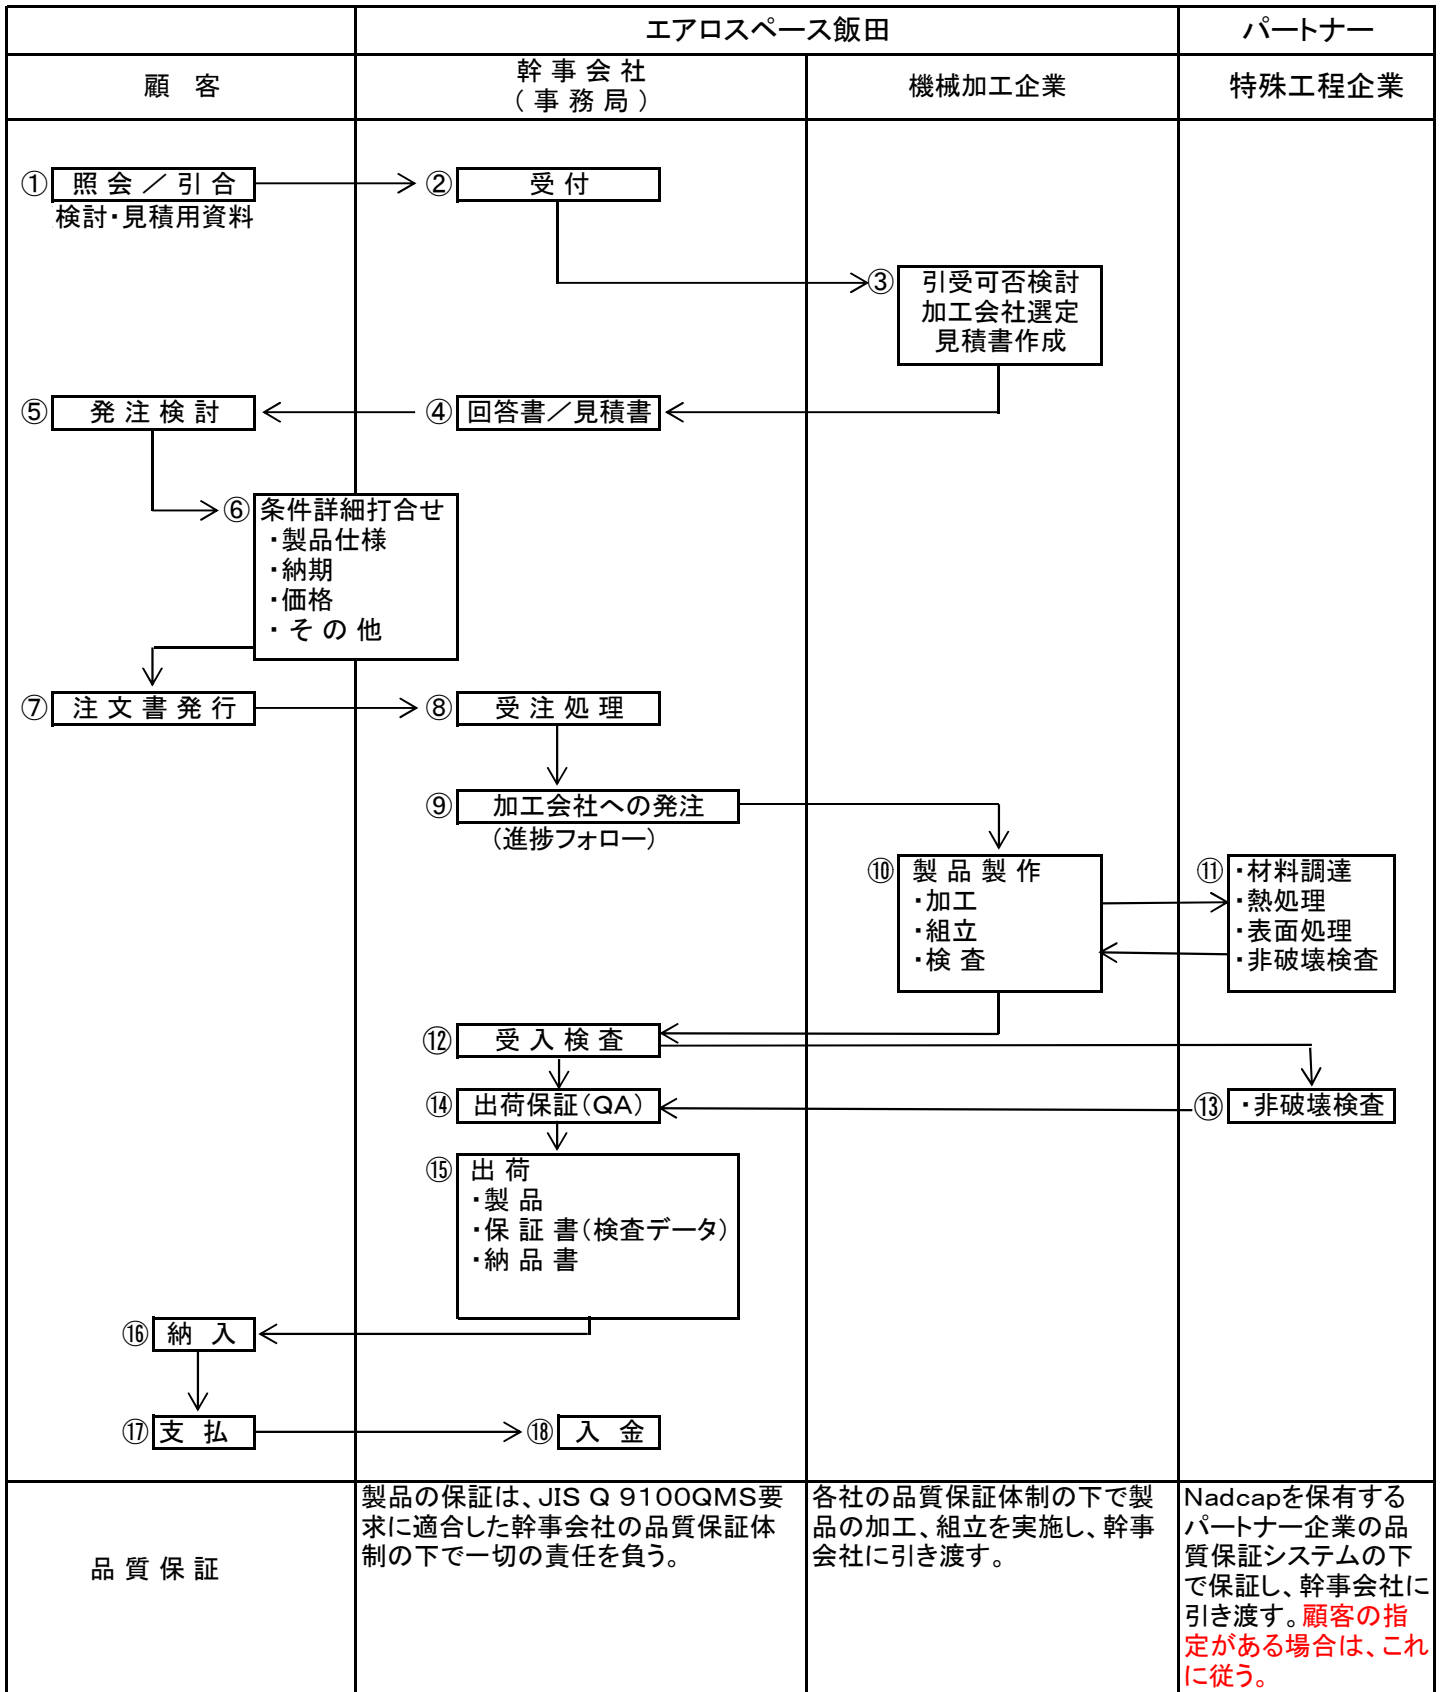 エアロスペース飯田
パートナー
顧　客
幹 事 会 社
（ 事 務 局 ）
機械加工企業
特殊工程企業
① 照 会 ／ 引 合
検討・見積用資料
② 受 付
③ 引受可否検討
加工会社選定
見積書作成
⑤ 発 注 検 討
④ 回答書／見積書
⑥ 条件詳細打合せ
・製品仕様
・納期
・価格
・そ の 他
⑦ 注 文 書 発 行
⑧ 受 注 処 理
⑨ 加工会社への発注
（進捗フォロー）
⑩ 製 品 製 作
・加工
・組立
・検 査
⑪ ・材料調達
・熱処理
・表面処理
・非破壊検査
⑫ 受 入 検 査
⑭ 出荷保証（QA）
⑬ ・非破壊検査
⑮ 出 荷
・製 品
・保 証 書（検査データ）
・納 品 書
⑯ 納　入
⑰ 支　払
⑱ 入　金
品 質 保 証
製品の保証は、JIS Q 9100QMS要
求に適合した幹事会社の品質保証体
制の下で一切の責任を負う。
各社の品質保証体制の下で製
品の加工、組立を実施し、幹事
会社に引き渡す。
Nadcapを保有する
パートナー企業の品
質保証システムの下
で保証し、幹事会社に
引き渡す。顧客の指
定がある場合は、これ
に従う。